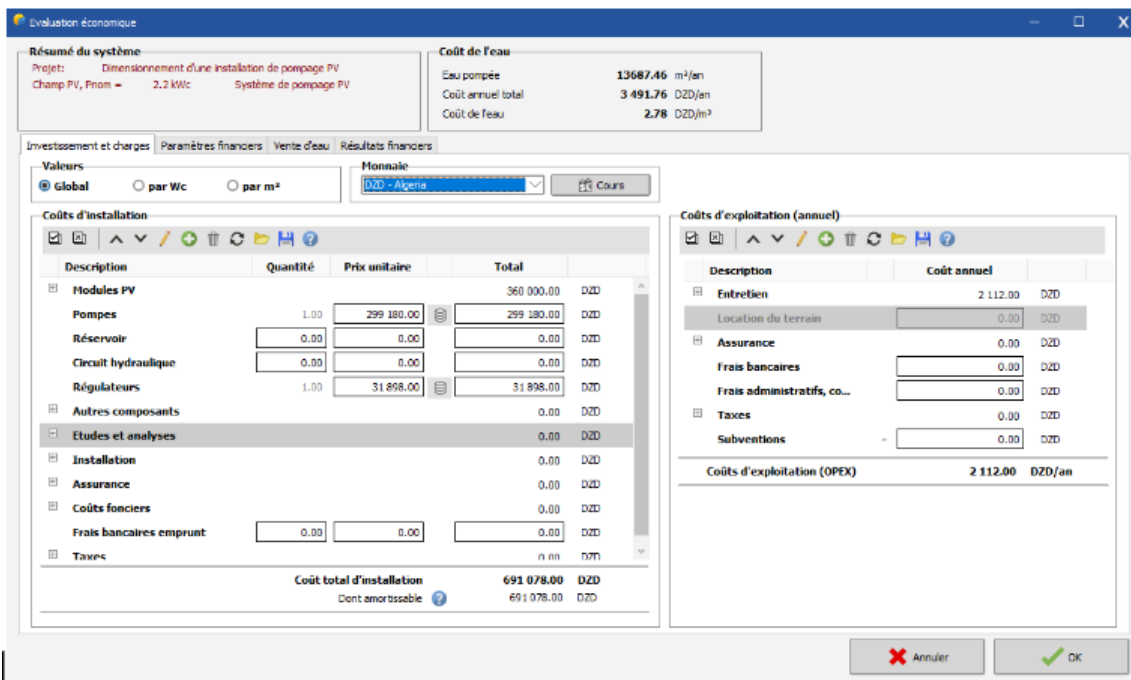 Evaluation économique
Résumé du système
Projet: Dimensionnement d'une installation de pompage PV
Champ PV, Pnom = 2.2 kWc Système de pompage PV
Coût de l'eau
Eau pompée 13687.46 m³/an
Coût annuel total 3 491.76 DZD/an
Coût de l'eau 2.78 DZD/m³
Investissement et charges Paramètres financiers Vente d'eau Résultats financiers
Valeurs
Global par Wc par m²
Monnaie
DZD - Algeria Cours
Coûts d'installation
Description Quantité Prix unitaire Total
Modules PV 360 000.00 DZD
Pompes 1.00 299 180.00 299 180.00 DZD
Réservoir 0.00 0.00 0.00 DZD
Circuit hydraulique 0.00 0.00 0.00 DZD
Régulateurs 1.00 31 898.00 31 898.00 DZD
Autres composants 0.00 DZD
Etudes et analyses 0.00 DZD
Installation 0.00 DZD
Assurance 0.00 DZD
Coûts fonciers 0.00 DZD
Frais bancaires emprunt 0.00 0.00 0.00 DZD
Taxes 0.00 DZD
Coût total d'installation 691 078.00 DZD
Dont amortissable 691 078.00 DZD
Coûts d'exploitation (annuel)
Description Coût annuel
Entretien 2 112.00 DZD
Location du terrain 0.00 DZD
Assurance 0.00 DZD
Frais bancaires 0.00 DZD
Frais administratifs, co... 0.00 DZD
Taxes 0.00 DZD
Subventions - 0.00 DZD
Coûts d'exploitation (OPEX) 2 112.00 DZD/an
Annuler OK